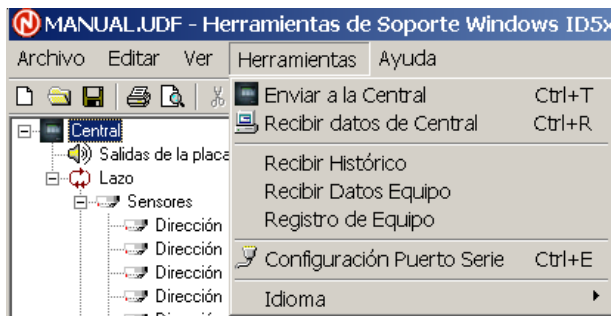 MANUAL.UDF - Herramientas de Soporte Windows ID5
Archivo Editar Ver Herramientas Ayuda
Enviar a la Central Ctrl+T
Recibir datos de Central Ctrl+R
Recibir Histórico
Recibir Datos Equipo
Registro de Equipo
Configuración Puerto Serie Ctrl+E
Idioma
Central
Salidas de la placa
Lazo
Sensores
Dirección
Dirección
Dirección
Dirección